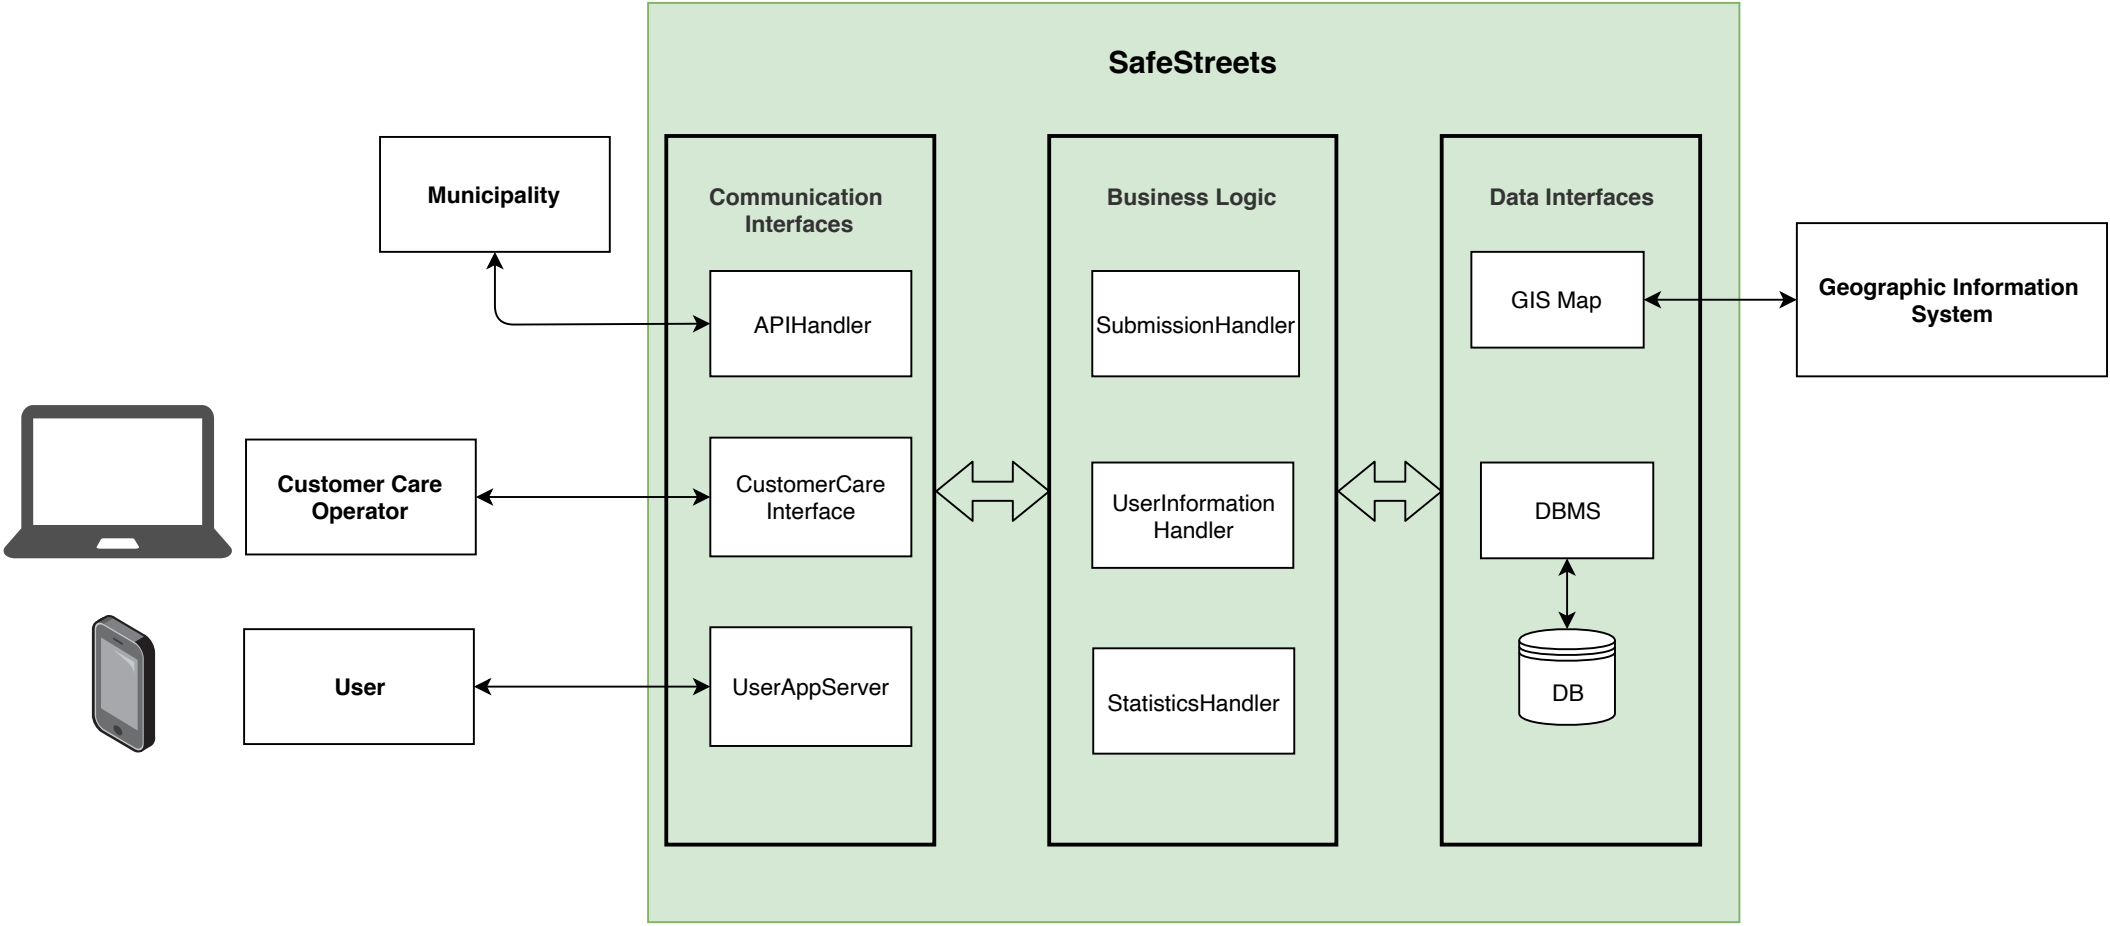 SafeStreets
Municipality
Customer Care
Operator
User
Communication
Interfaces
APIHandler
CustomerCare
Interface
UserAppServer
Business Logic
SubmissionHandler
UserInformation
Handler
StatisticsHandler
Data Interfaces
GIS Map
DBMS
DB
Geographic Information
System